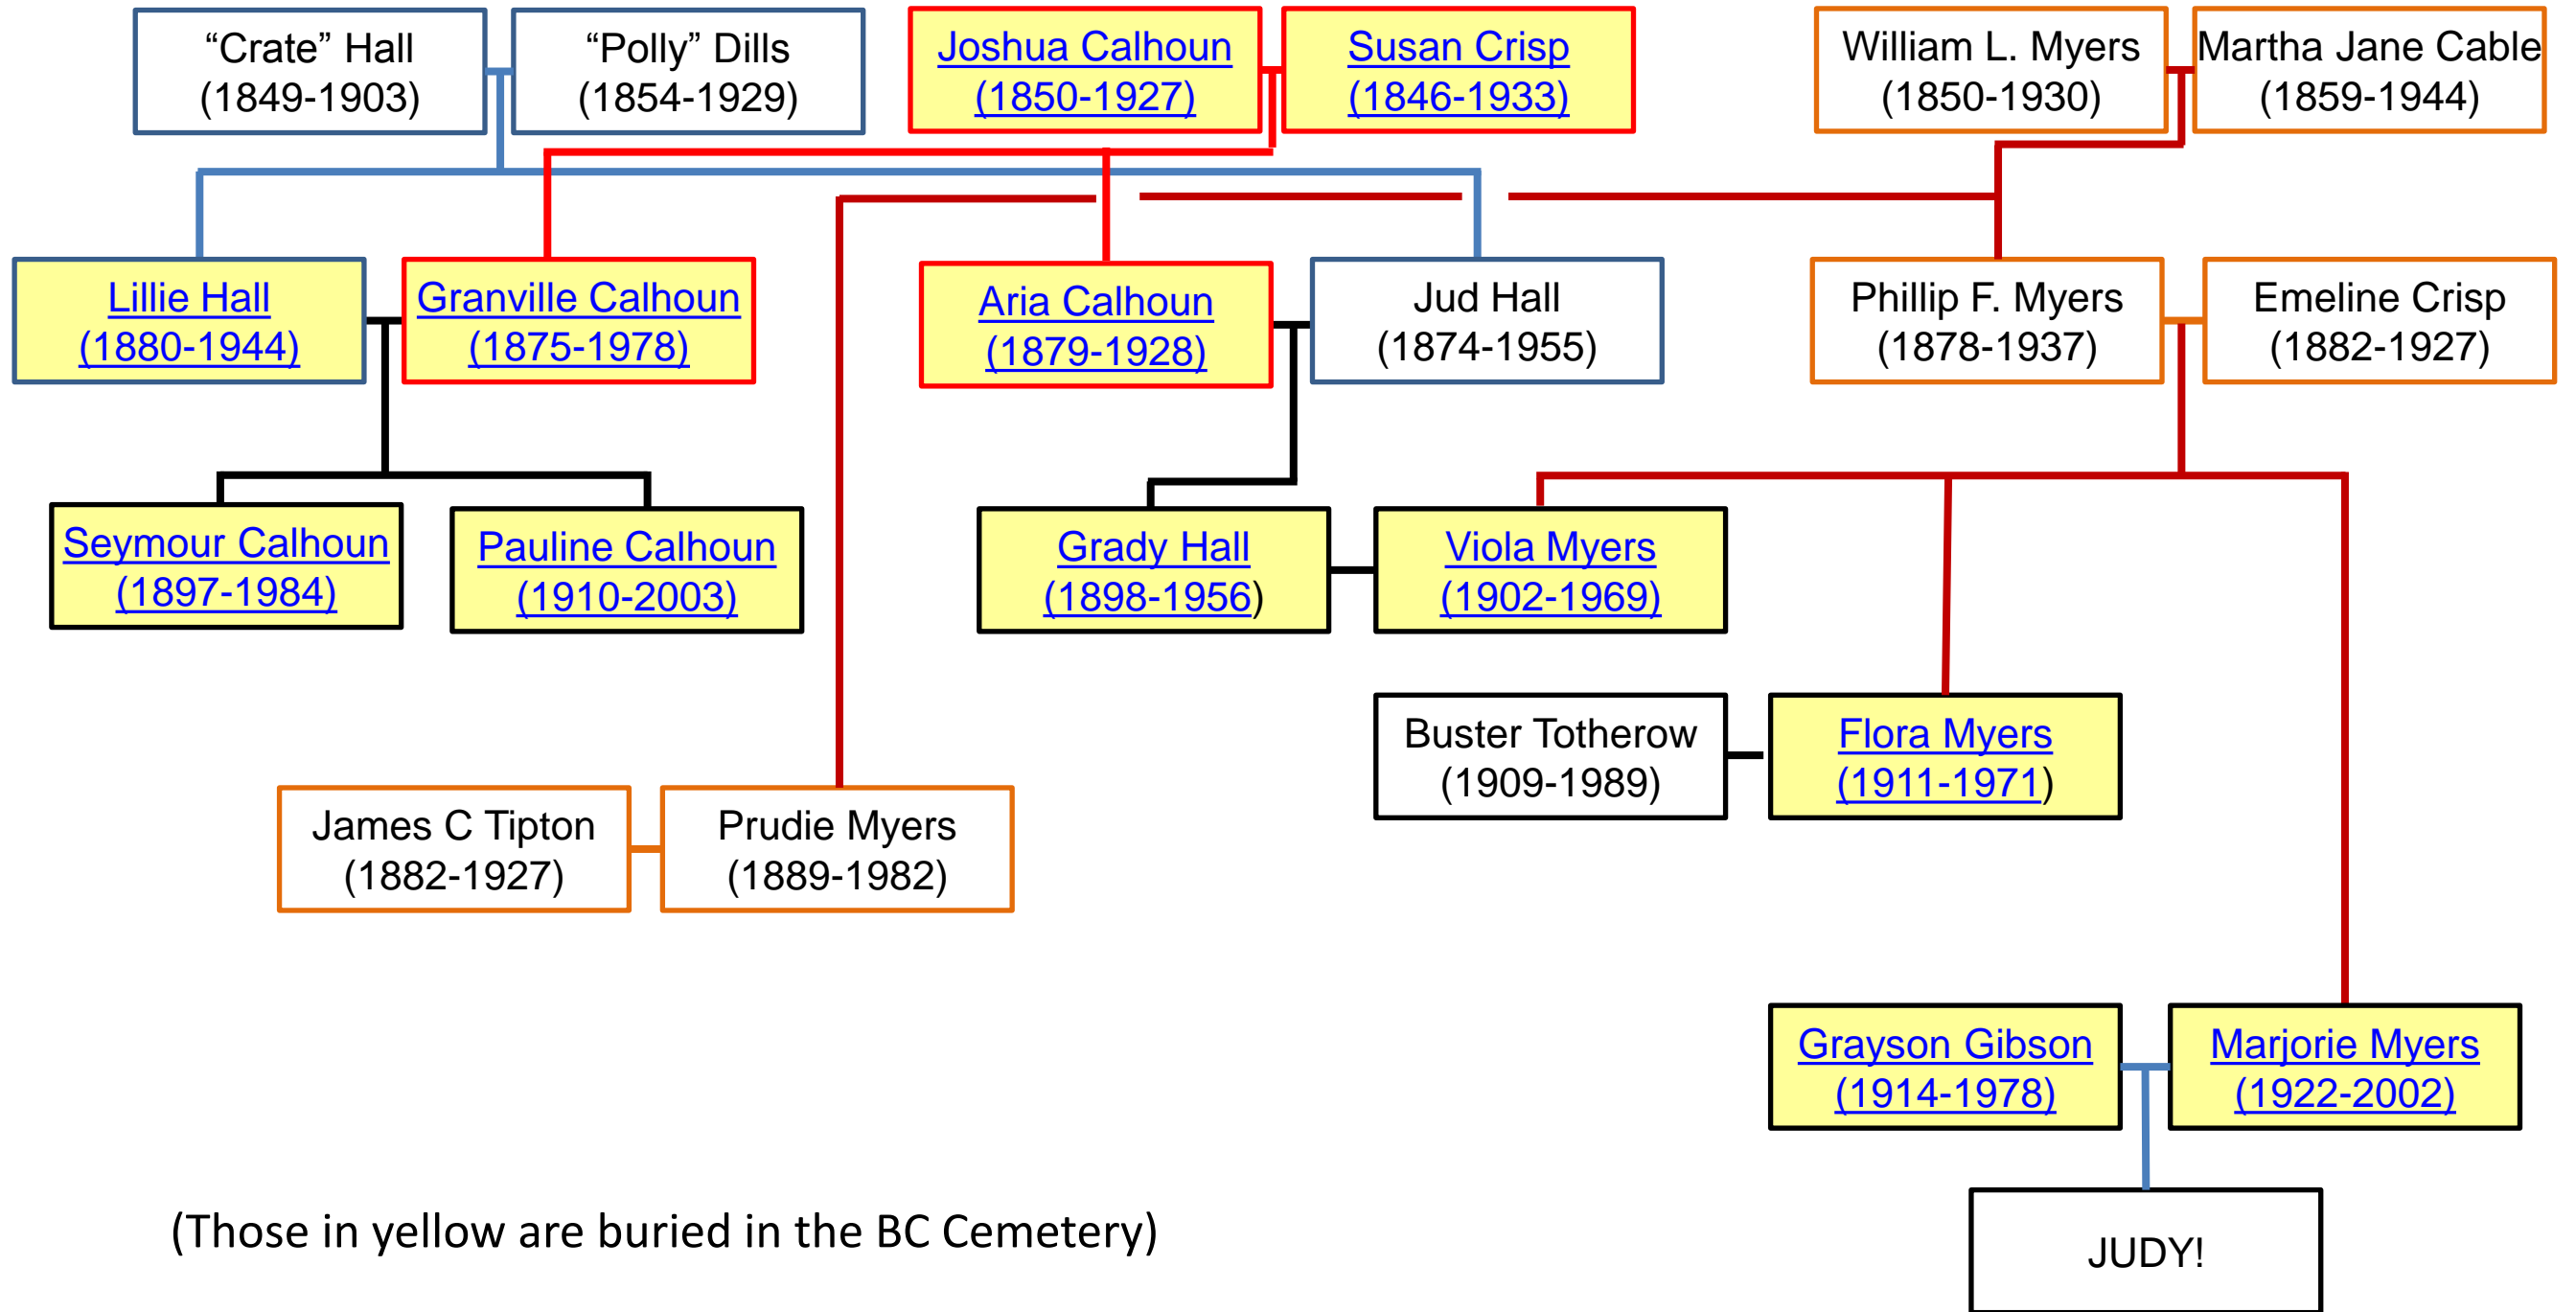 “Crate” Hall
(1849-1903)
“Polly” Dills
(1854-1929)
Joshua Calhoun
(1850-1927)
Susan Crisp
(1846-1933)
William L. Myers
(1850-1930)
Martha Jane Cable
(1859-1944)
Lillie Hall
(1880-1944)
Granville Calhoun
(1875-1978)
Aria Calhoun
(1879-1928)
Jud Hall
(1874-1955)
Phillip F. Myers
(1878-1937)
Emeline Crisp
(1882-1927)
Seymour Calhoun
(1897-1984)
Pauline Calhoun
(1910-2003)
Grady Hall
(1898-1956)
Viola Myers
(1902-1969)
Buster Totherow
(1909-1989)
Flora Myers
(1911-1971)
James C Tipton
(1882-1927)
Prudie Myers
(1889-1982)
Grayson Gibson
(1914-1978)
Marjorie Myers
(1922-2002)
(Those in yellow are buried in the BC Cemetery)
JUDY!